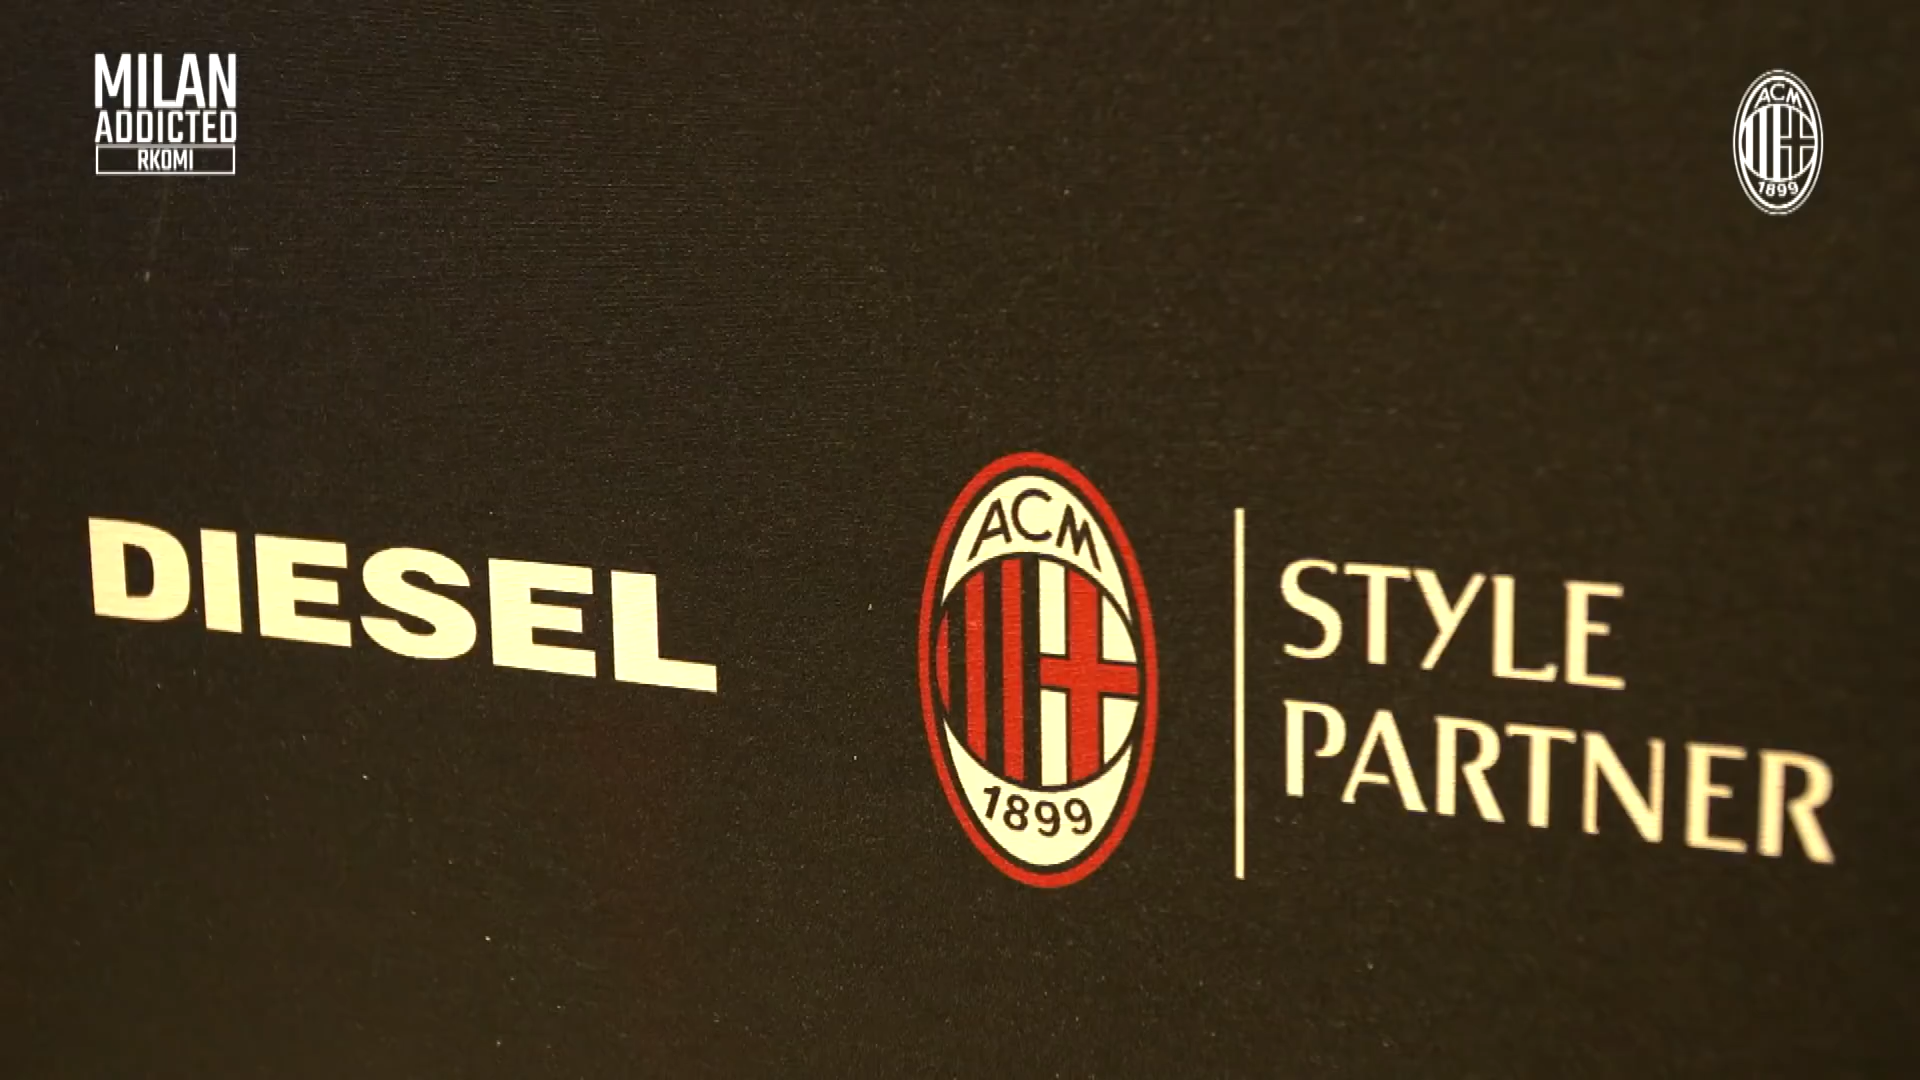 MILAN
ADDICTED
RKOMI
ACM
1899
DIESEL
ACM
1899
STYLE
PARTNER